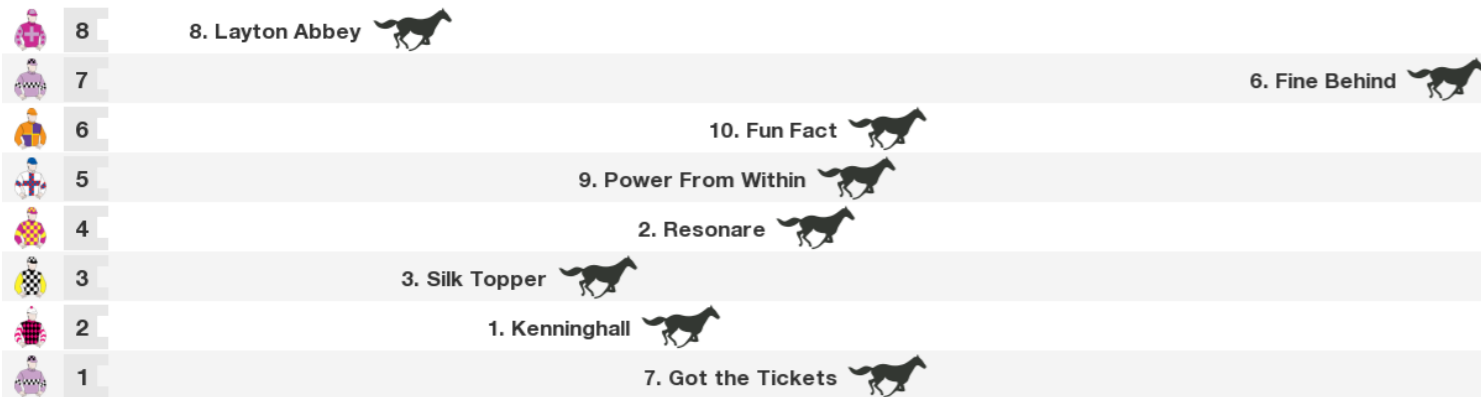 8 8. Layton Abbey
7 6. Fine Behind
6 10. Fun Fact
5 9. Power From Within
4 2. Resonare
3 3. Silk Topper
2 1. Kenninghall
1 7. Got the Tickets